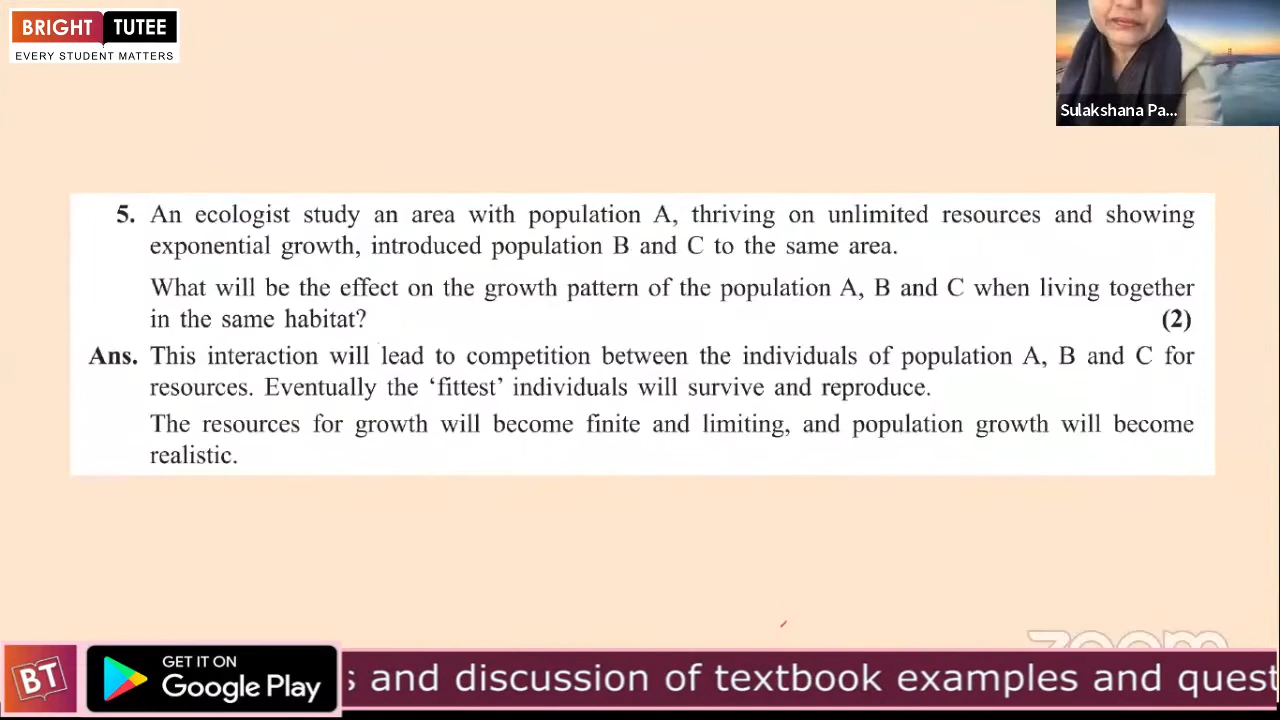 BRIGHT TUTEE
EVERY STUDENT MATTERS
Sulakshana Pa...
5. An ecologist study an area with population A, thriving on unlimited resources and showing
exponential growth, introduced population B and C to the same area.
What will be the effect on the growth pattern of the population A, B and C when living together
in the same habitat? (2)
Ans. This interaction will lead to competition between the individuals of population A, B and C for
resources. Eventually the ‘fittest’ individuals will survive and reproduce.
The resources for growth will become finite and limiting, and population growth will become
realistic.
zoom
BT
GET IT ON
Google Play
s and discussion of textbook examples and quest